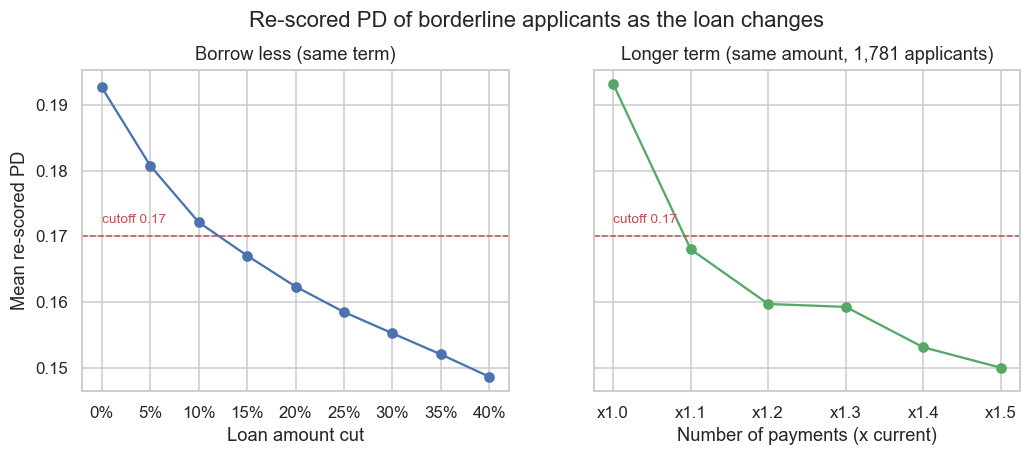 Re-scored PD of borderline applicants as the loan changes
Borrow less (same term)
Longer term (same amount, 1,781 applicants)
Mean re-scored PD
0.19
0.18
0.17
0.16
0.15
cutoff 0.17
cutoff 0.17
0% 5% 10% 15% 20% 25% 30% 35% 40%
Loan amount cut
x1.0 x1.1 x1.2 x1.3 x1.4 x1.5
Number of payments (x current)